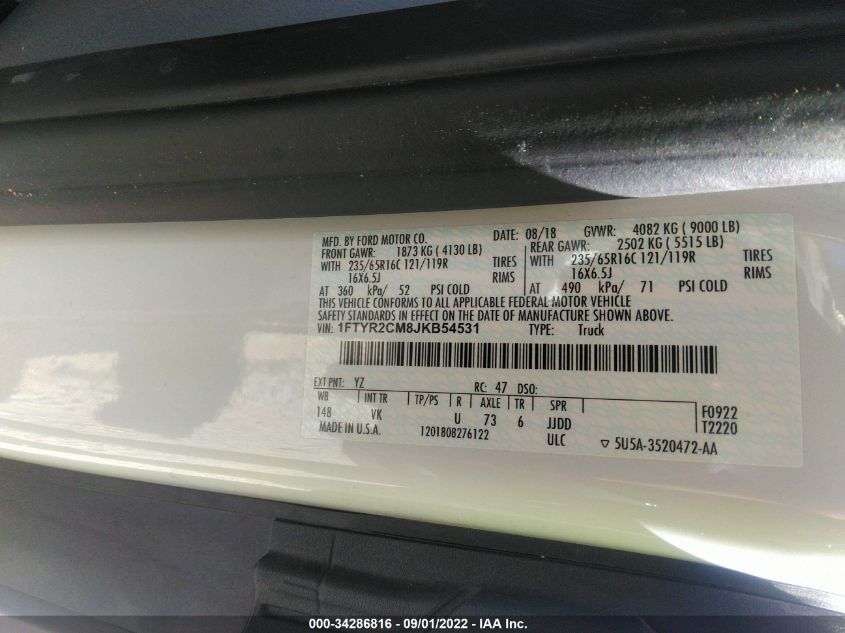 MFD. BY FORD MOTOR CO. DATE: 08/18 GVWR: 4082 KG ( 9000 LB)
FRONT GAWR: 1873 KG ( 4130 LB) REAR GAWR: 2502 KG ( 5515 LB)
WITH 235/65R16C 121/119R TIRES WITH 235/65R16C 121/119R TIRES
16X6.5J RIMS 16X6.5J RIMS
AT 360 kPa/ 52 PSI COLD AT 490 kPa/ 71 PSI COLD
THIS VEHICLE CONFORMS TO ALL APPLICABLE FEDERAL MOTOR VEHICLE
SAFETY STANDARDS IN EFFECT ON THE DATE OF MANUFACTURE SHOWN ABOVE.
VIN: 1FTYR2CM8JKB54531 TYPE: Truck
EXT PNT: YZ RC: 47 DSO:
WB INT TR TP/PS R AXLE TR SPR
148 VK U 73 6 JJDD F0922
MADE IN U.S.A. 1201808276122 ULC T2220
▽ 5U5A-3520472-AA
000-34286816 - 09/01/2022 - IAA Inc.